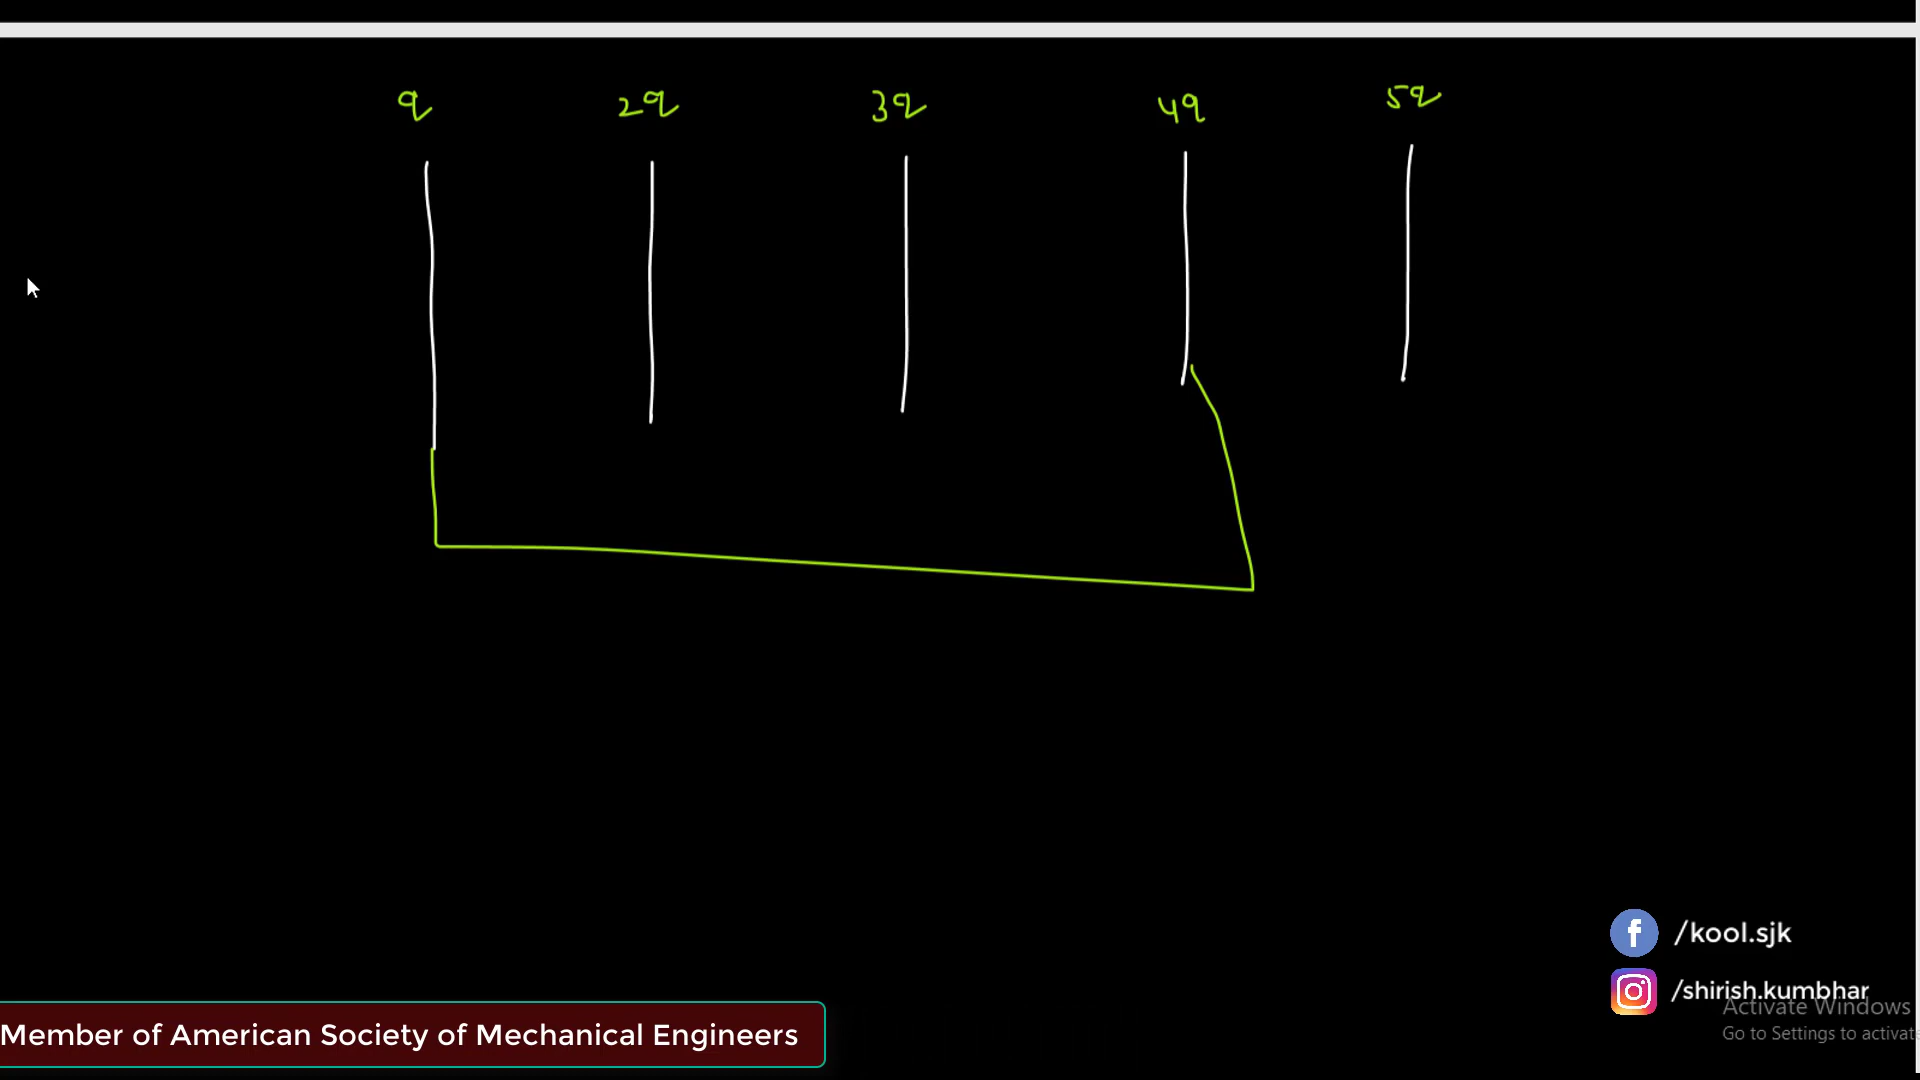 q 2q 3q 4q 5q
/kool.sjk
/shirish.kumbhar
Activate Windows
Go to Settings to activat
Member of American Society of Mechanical Engineers